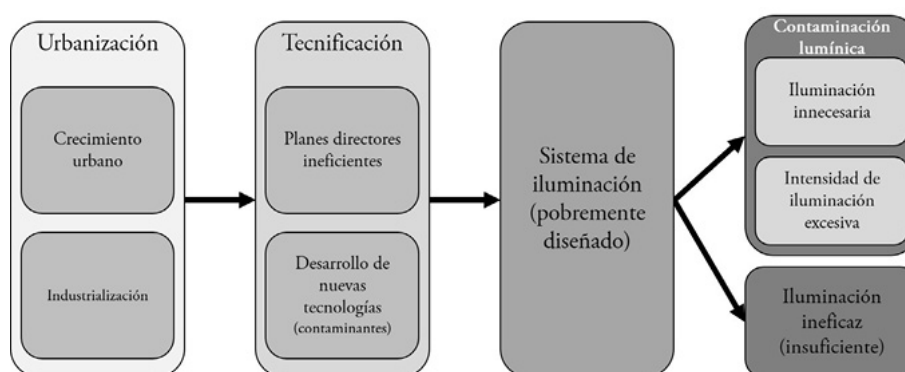 Urbanización
Crecimiento
urbano
Industrialización
Tecnificación
Planes directores
ineficientes
Desarrollo de
nuevas
tecnologías
(contaminantes)
Sistema de
iluminación
(pobremente
diseñado)
Contaminación
lumínica
Iluminación
innecesaria
Intensidad de
iluminación
excesiva
Iluminación
ineficaz
(insuficiente)